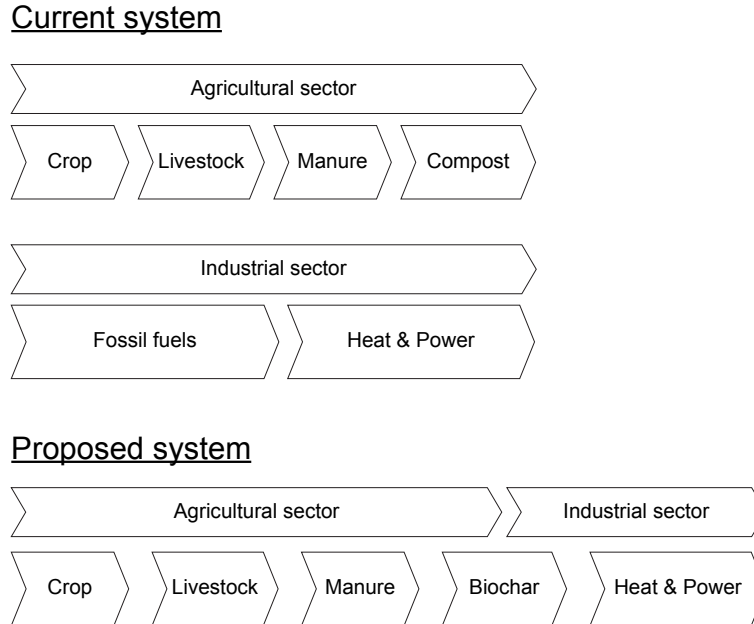 Current system
Agricultural sector
Crop Livestock Manure Compost
Industrial sector
Fossil fuels Heat & Power
Proposed system
Agricultural sector Industrial sector
Crop Livestock Manure Biochar Heat & Power